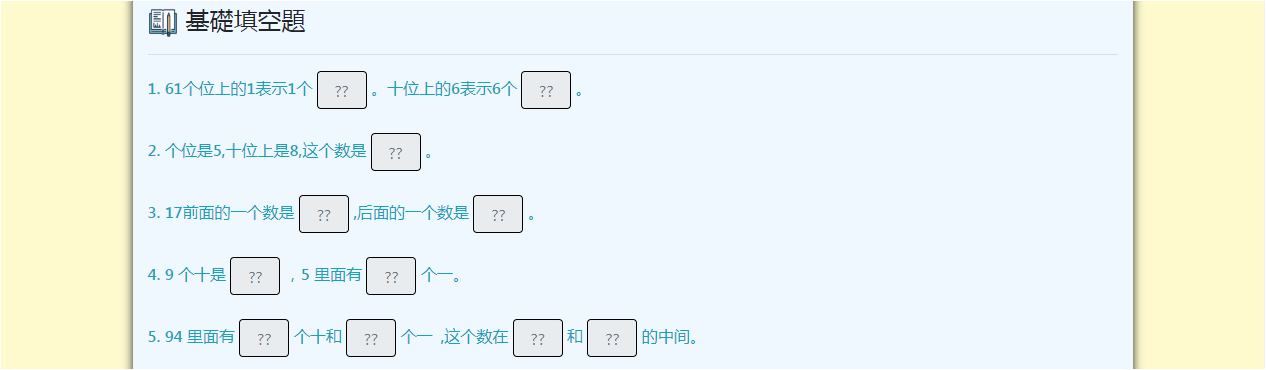 基礎填空題
1. 61个位上的1表示1个 ?? 。十位上的6表示6个 ?? 。
2. 个位是5,十位上是8,这个数是 ?? 。
3. 17前面的一个数是 ?? ,后面的一个数是 ?? 。
4. 9 个十是 ?? ，5 里面有 ?? 个一。
5. 94 里面有 ?? 个十和 ?? 个一 ,这个数在 ?? 和 ?? 的中间。